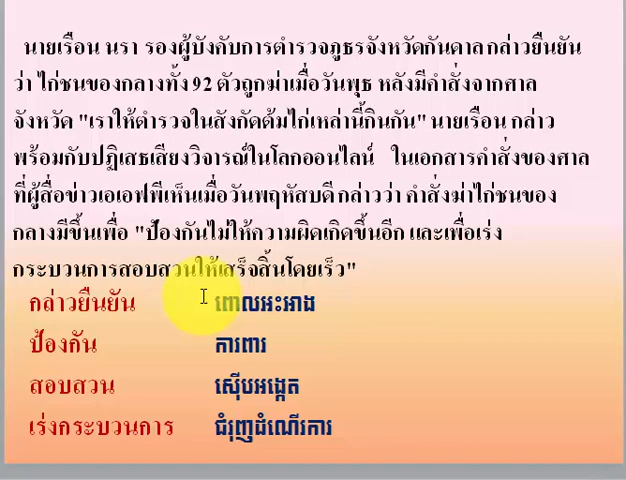 นายเรือน นรา รองผู้บังกับการตำรวจภูธรจังหวัดกันดาลกล่าวยืนยัน
ว่า ไก่ชนของกลางทั้ง 92 ตัวถูกฆ่าเมื่อวันพุธ หลังมีคำสั่งจากศาล
จังหวัด "เราให้ตำรวจในสังกัดต้มไก่เหล่านี้กินกัน" นายเรือน กล่าว
พร้อมกับปฏิเสธเสียงวิจารณ์ในโลกออนไลน์ ในเอกสารคำสั่งของศาล
ที่ผู้สื่อข่าวเอเอฟพีเห็นเมื่อวันพฤหัสบดีกล่าวว่า คำสั่งฆ่าไก่ชนของ
กลางมีขึ้นเพื่อ "ป้องกันไม่ให้ความผิดเกิดขึ้นอีก และเพื่อเร่ง
กระบวนการสอบสวนให้เสร็จสิ้นโดยเร็ว"
กล่าวยืนยัน ពោលអះអាង
ป้องกัน ការពារ
สอบสวน ស៊ើបអង្កេត
เร่งกระบวนการ ជំរុញដំណើរការ